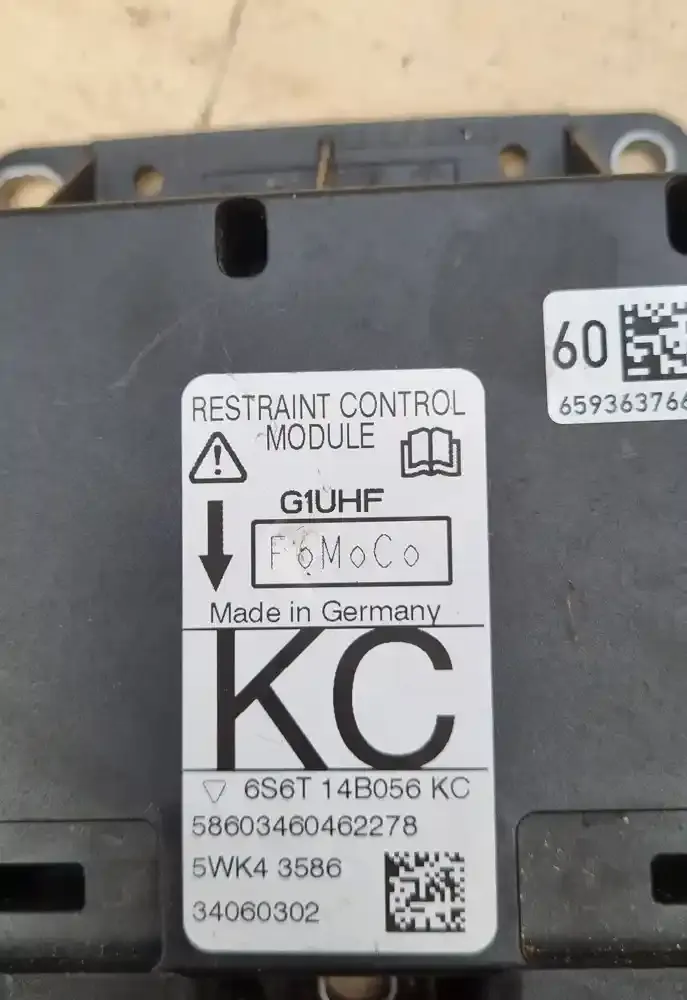 60
659363766
RESTRAINT CONTROL
MODULE
G1UHF
FoMoCo
Made in Germany
KC
6S6T 14B056 KC
58603460462278
5WK4 3586
34060302